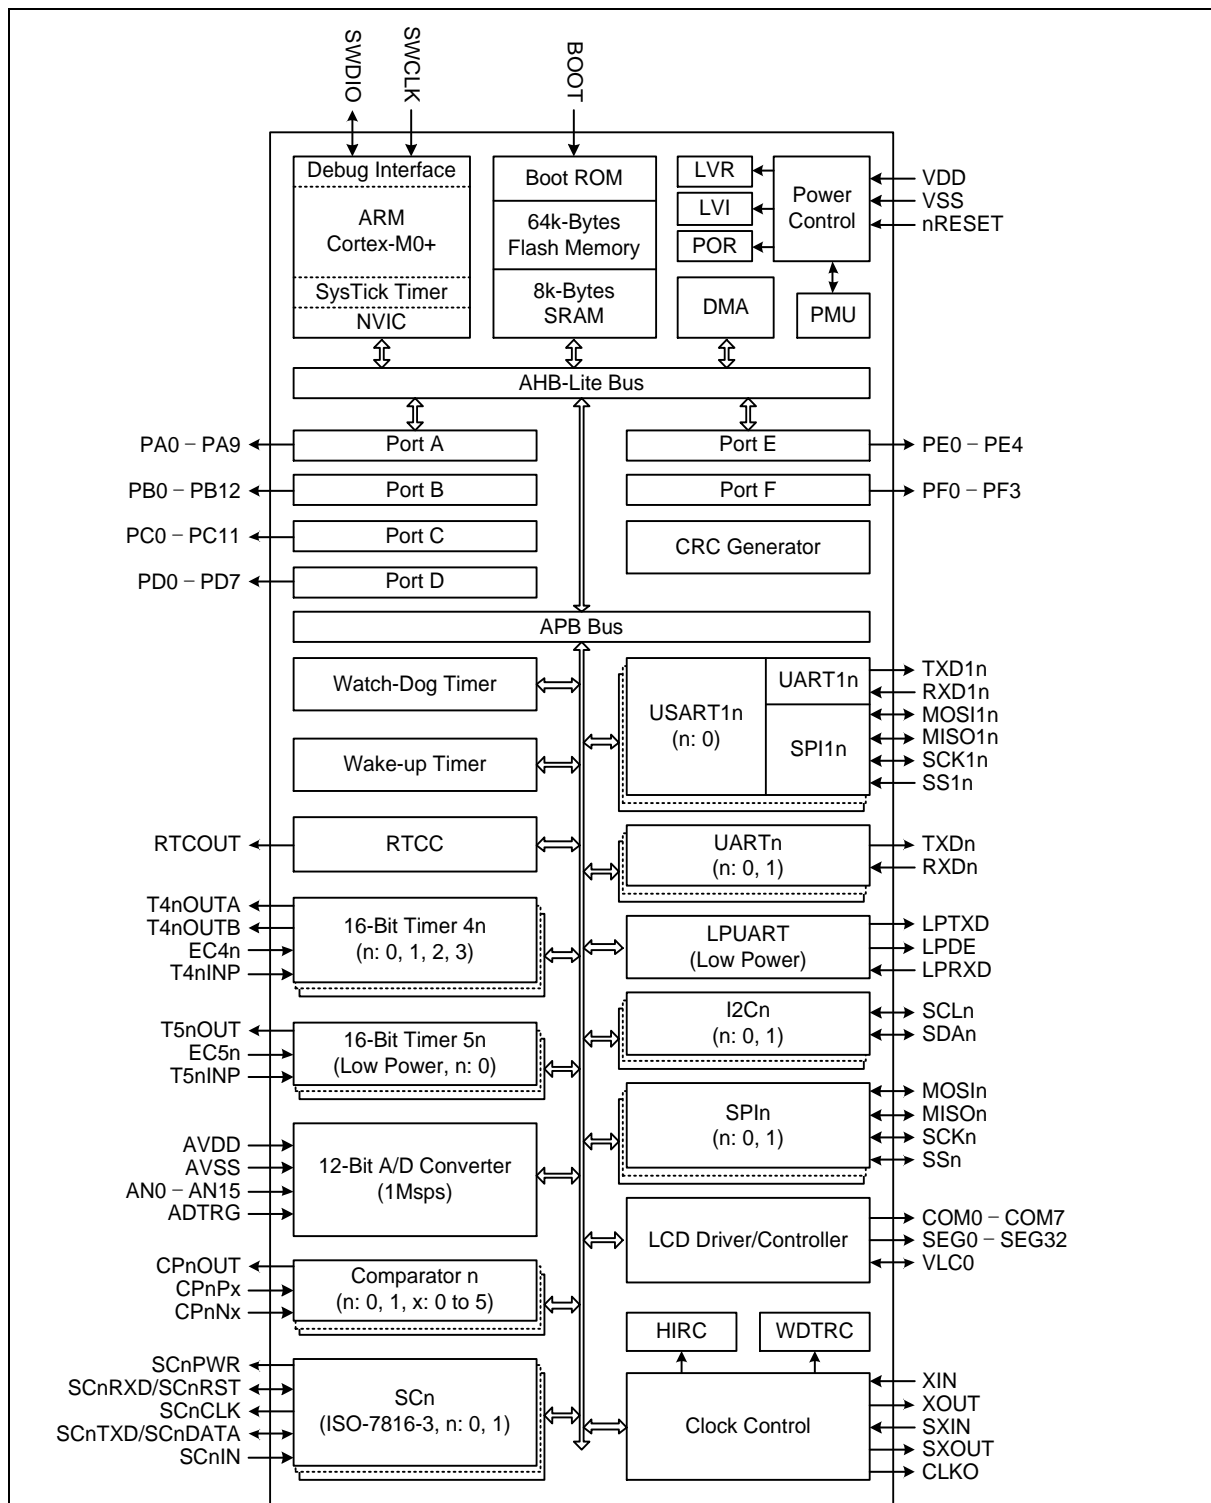 SWDIO
SWCLK
BOOT
Debug Interface
ARM
Cortex-M0+
SysTick Timer
NVIC
Boot ROM
64k-Bytes
Flash Memory
8k-Bytes
SRAM
LVR
LVI
POR
Power
Control
VDD
VSS
nRESET
DMA
PMU
AHB-Lite Bus
PA0 – PA9
Port A
Port E
PE0 – PE4
PB0 – PB12
Port B
Port F
PF0 – PF3
PC0 – PC11
Port C
CRC Generator
PD0 – PD7
Port D
APB Bus
Watch-Dog Timer
USART1n
(n: 0)
UART1n
SPI1n
TXD1n
RXD1n
MOSI1n
MISO1n
SCK1n
SS1n
Wake-up Timer
RTCOUT
RTCC
UARTn
(n: 0, 1)
TXDn
RXDn
T4nOUTA
T4nOUTB
EC4n
T4nINP
16-Bit Timer 4n
(n: 0, 1, 2, 3)
LPUART
(Low Power)
LPTXD
LPDE
LPRXD
T5nOUT
EC5n
T5nINP
16-Bit Timer 5n
(Low Power, n: 0)
I2Cn
(n: 0, 1)
SCLn
SDAn
SPIn
(n: 0, 1)
MOSIn
MISOn
SCKn
SSn
AVDD
AVSS
AN0 – AN15
ADTRG
12-Bit A/D Converter
(1Msps)
LCD Driver/Controller
COM0 – COM7
SEG0 – SEG32
VLC0
CPnOUT
CPnPx
CPnNx
Comparator n
(n: 0, 1, x: 0 to 5)
HIRC
WDTRC
SCnPWR
SCnRXD/SCnRST
SCnCLK
SCnTXD/SCnDATA
SCnIN
SCn
(ISO-7816-3, n: 0, 1)
Clock Control
XIN
XOUT
SXIN
SXOUT
CLKO